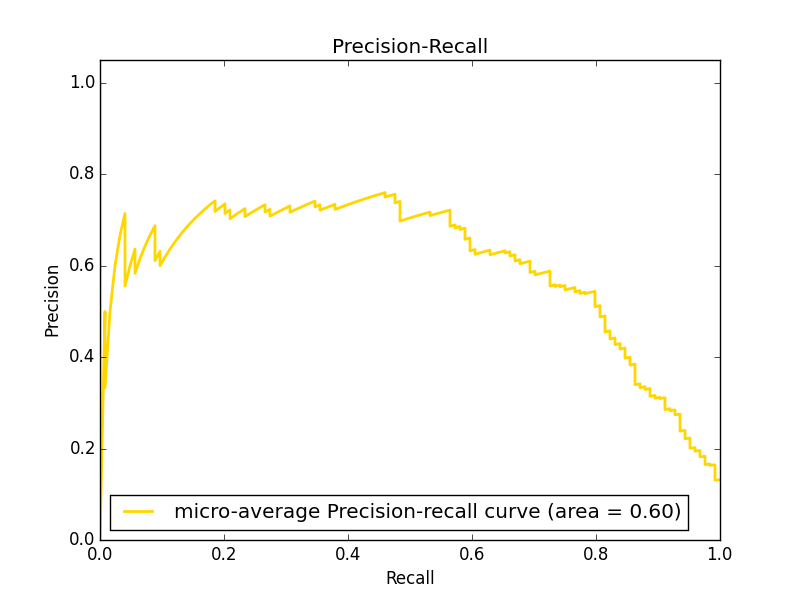 Precision-Recall
1.0
0.8
0.6
0.4
0.2
0.0
Precision
micro-average Precision-recall curve (area = 0.60)
0.0 0.2 0.4 0.6 0.8 1.0
Recall